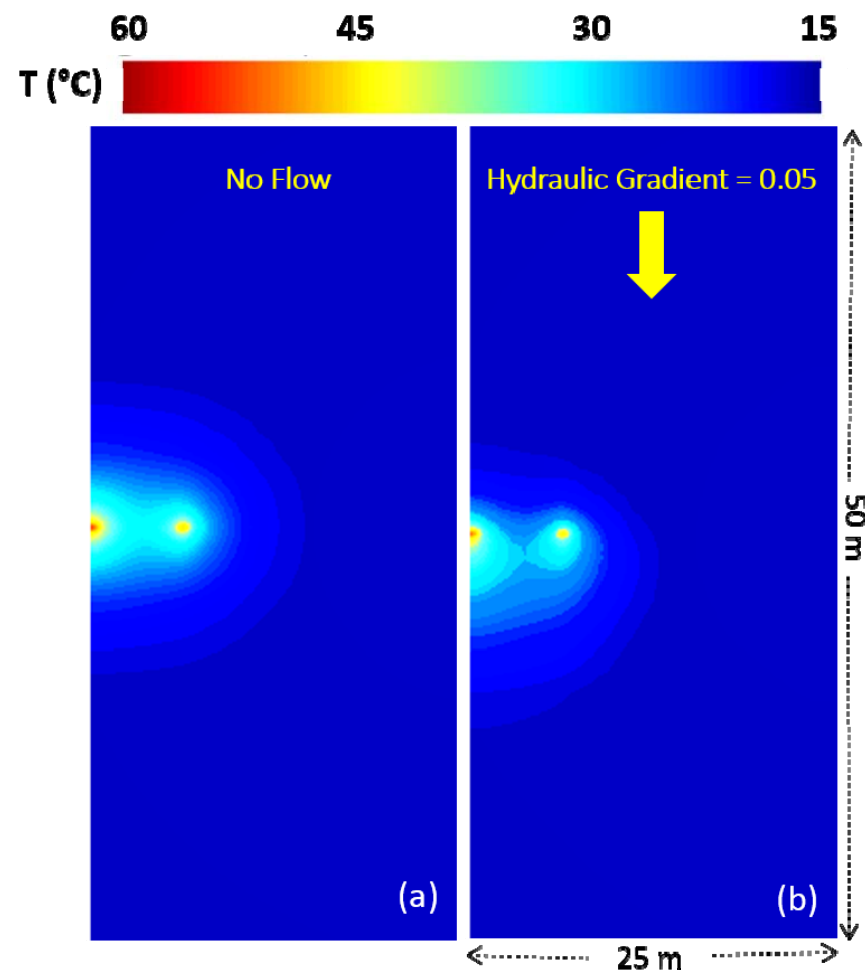 60 45 30 15
T (°C)
No Flow
Hydraulic Gradient = 0.05
50 m
(a)
(b)
25 m